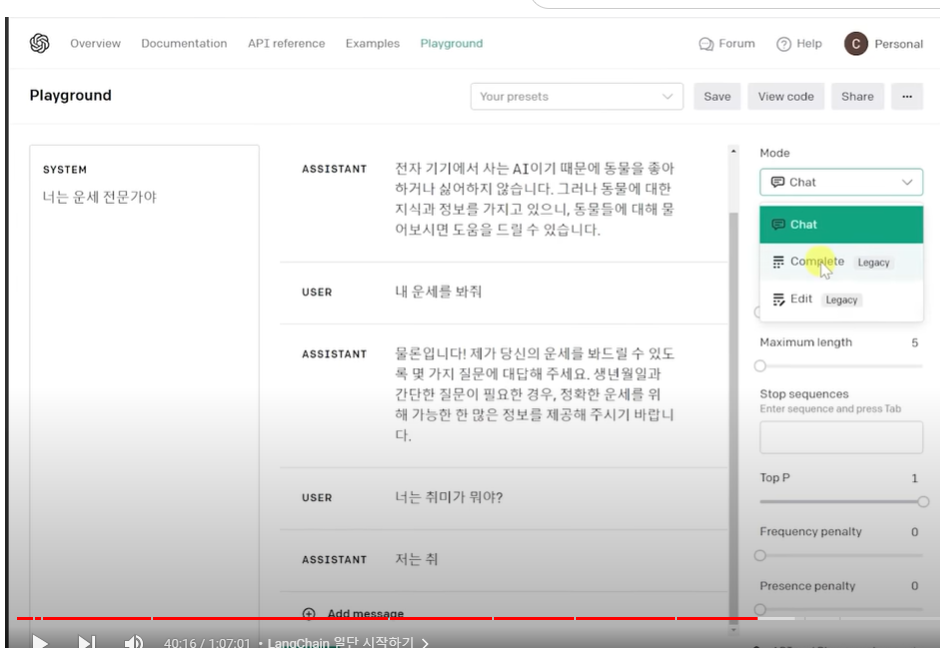 Overview Documentation API reference Examples Playground Forum Help C Personal
Playground Your presets Save View code Share ...
SYSTEM
너는 운세 전문가야
ASSISTANT 전자 기기에서 사는 AI이기 때문에 동물을 좋아
하거나 싫어하지 않습니다. 그러나 동물에 대한
지식과 정보를 가지고 있으니, 동물들에 대해 물
어보시면 도움을 드릴 수 있습니다.
USER 내 운세를 봐줘
ASSISTANT 물론입니다! 제가 당신의 운세를 봐드릴 수 있도
록 몇 가지 질문에 대답해 주세요. 생년월일과
간단한 질문이 필요한 경우, 정확한 운세를 위
해 가능한 한 많은 정보를 제공해 주시기 바랍니
다.
USER 너는 취미가 뭐야?
ASSISTANT 저는 취
Add message
Mode
Chat
Chat
Complete Legacy
Edit Legacy
Maximum length 5
Stop sequences
Enter sequence and press Tab
Top P 1
Frequency penalty 0
Presence penalty 0
40:16 / 1:07:01 • LangChain 일단 시작하기